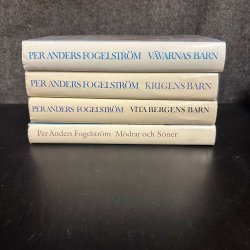 PER ANDERS FOGELSTRÖM VÄVARNAS BARN
PER ANDERS FOGELSTRÖM KRIGENS BARN
PER ANDERS FOGELSTRÖM VITA BERGENS BARN
Per Anders Fogelström Mödrar och Söner